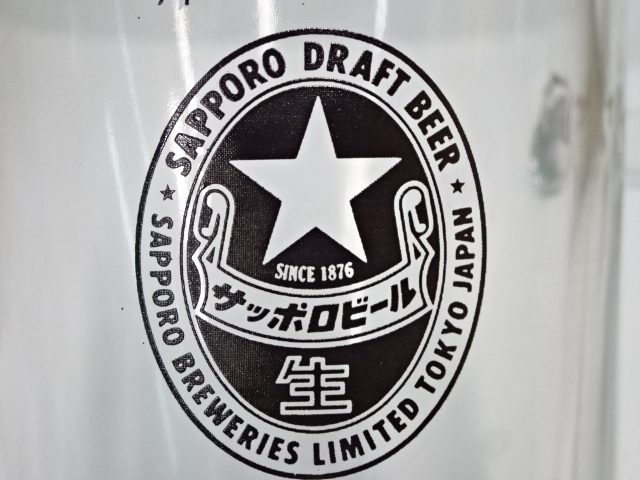 SAPPORO DRAFT BEER
SINCE 1876
サッポロビール
生
SAPPORO BREWERIES LIMITED TOKYO JAPAN